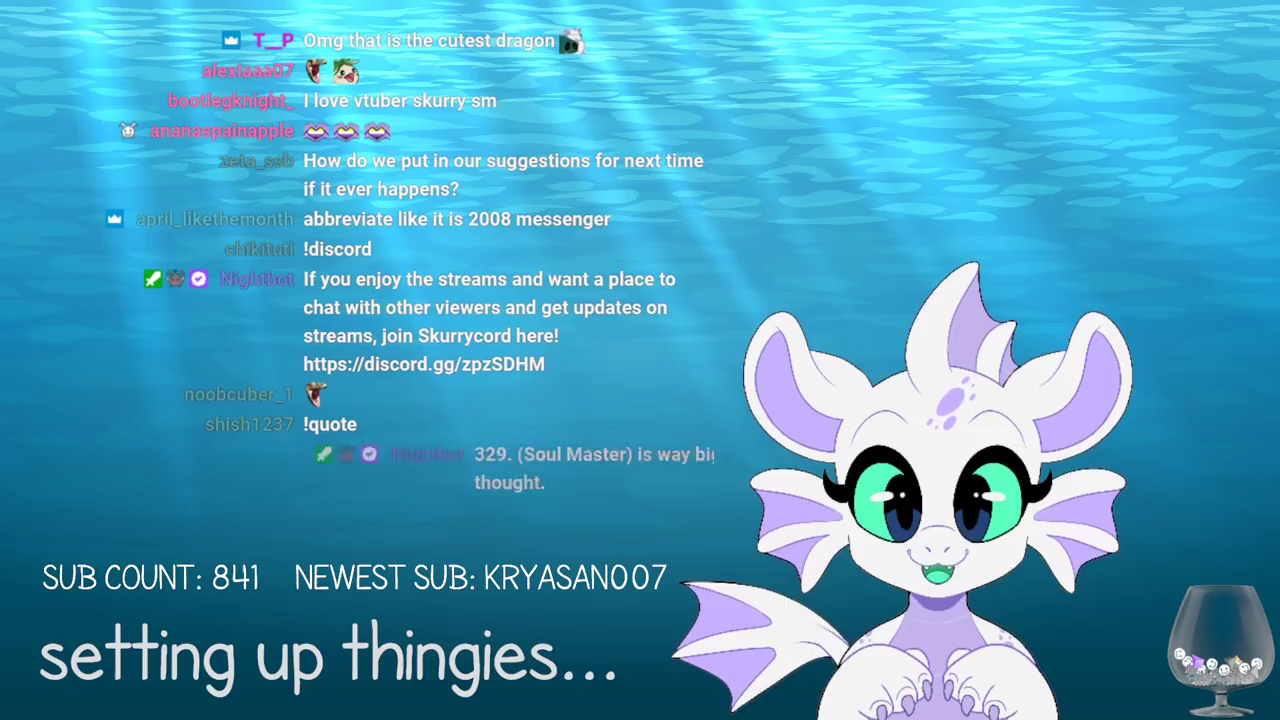 T__P Omg that is the cutest dragon
alexiaaa07
bootlegknight_ I love vtuber skurry sm
ananaspainapple
zeta_ssb How do we put in our suggestions for next time
if it ever happens?
april_likethemonth abbreviate like it is 2008 messenger
chikituti !discord
Nightbot If you enjoy the streams and want a place to
chat with other viewers and get updates on
streams, join Skurrycord here!
https://discord.gg/zpzSDHM
noobcuber_1
shish1237 !quote
Nightbot 329. (Soul Master) is way big
thought.
SUB COUNT: 841 NEWEST SUB: KRYASAN007
setting up thingies...